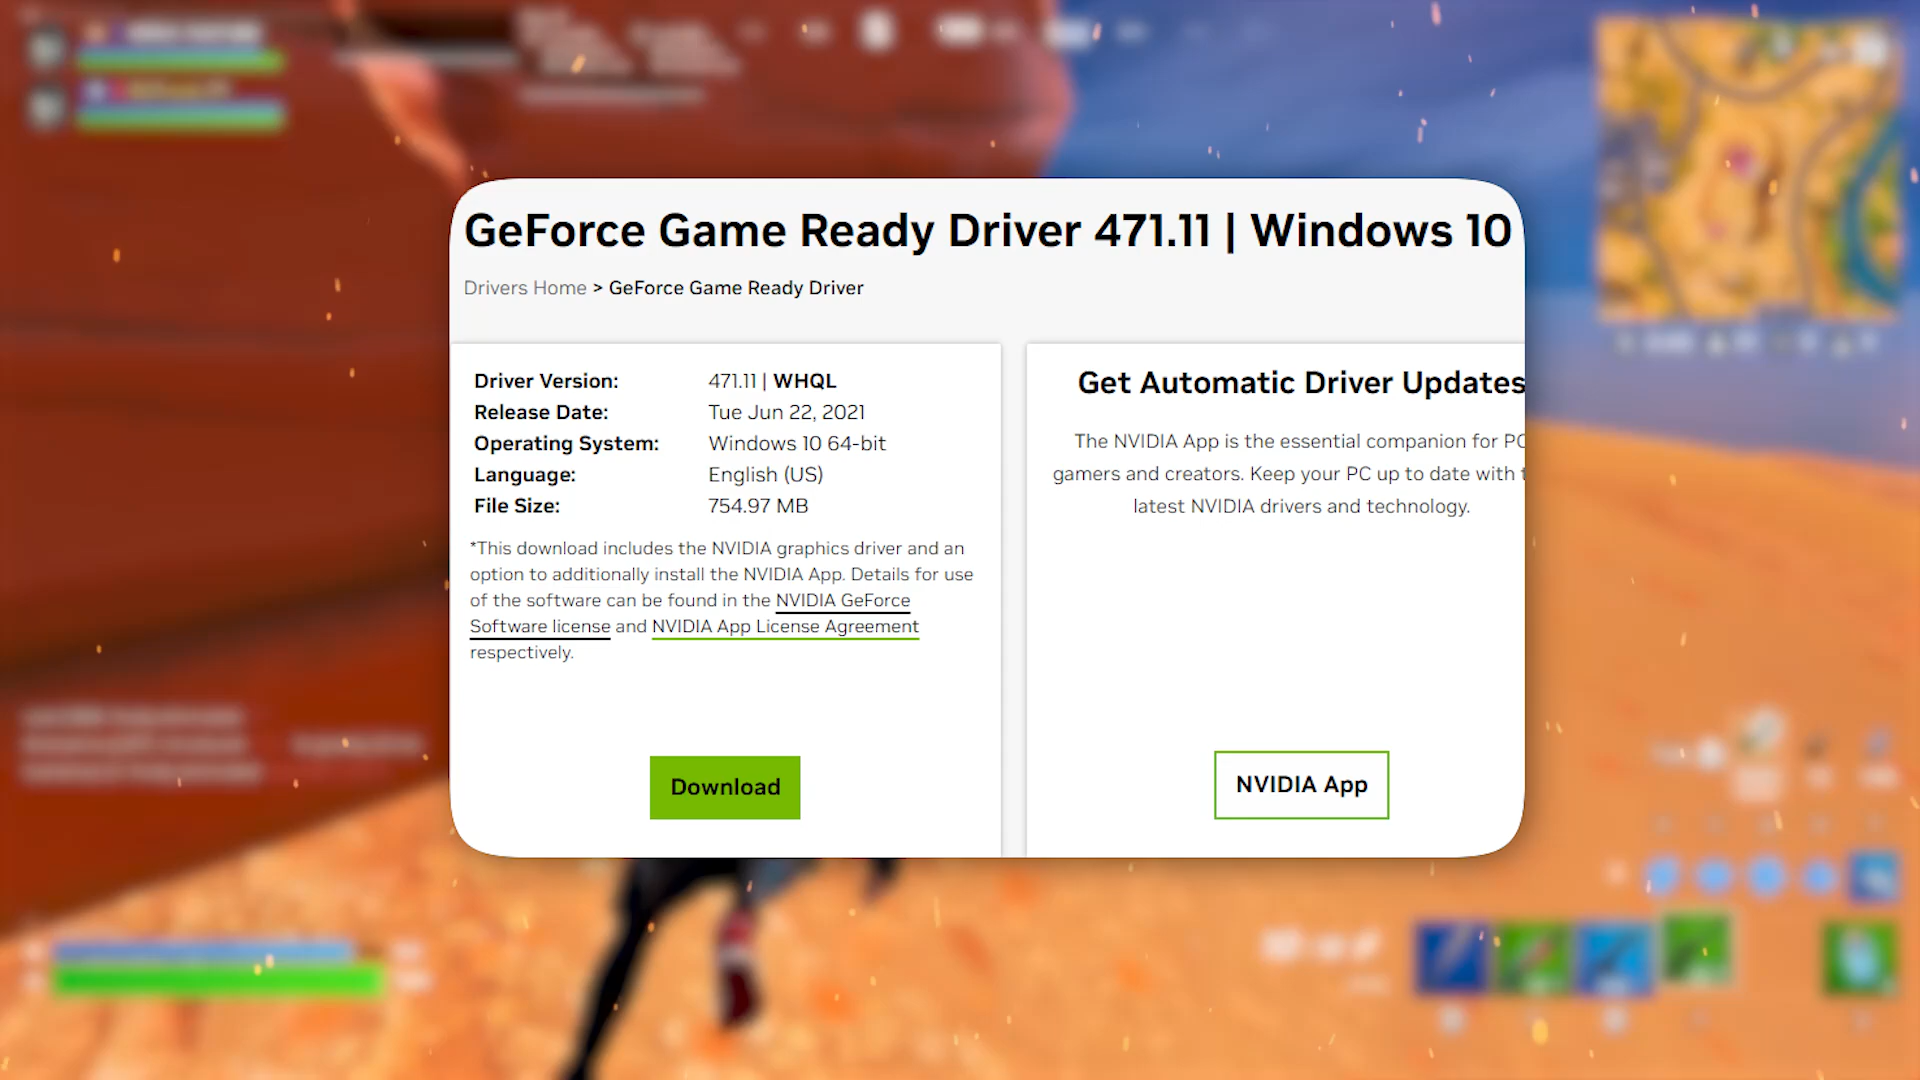 GeForce Game Ready Driver 471.11 | Windows 10
Drivers Home > GeForce Game Ready Driver
Driver Version: 471.11 | WHQL
Release Date: Tue Jun 22, 2021
Operating System: Windows 10 64-bit
Language: English (US)
File Size: 754.97 MB
*This download includes the NVIDIA graphics driver and an
option to additionally install the NVIDIA App. Details for use
of the software can be found in the NVIDIA GeForce
Software license and NVIDIA App License Agreement
respectively.
Download
Get Automatic Driver Updates
The NVIDIA App is the essential companion for PC
gamers and creators. Keep your PC up to date with
latest NVIDIA drivers and technology.
NVIDIA App